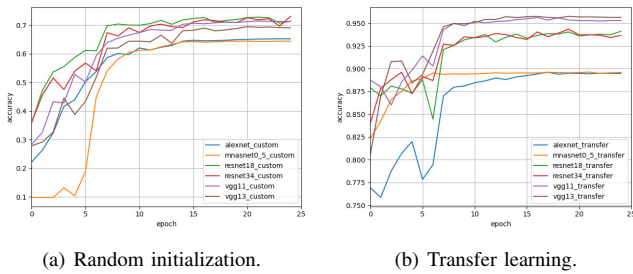 0.7
0.6
0.5
0.4
0.3
0.2
0.1
accuracy
0 5 10 15 20 25
epoch
alexnet_custom
mnasnet0_5_custom
resnet18_custom
resnet34_custom
vgg11_custom
vgg13_custom
(a) Random initialization.
0.950
0.925
0.900
0.875
0.850
0.825
0.800
0.775
0.750
accuracy
0 5 10 15 20 25
epoch
alexnet_transfer
mnasnet0_5_transfer
resnet18_transfer
resnet34_transfer
vgg11_transfer
vgg13_transfer
(b) Transfer learning.